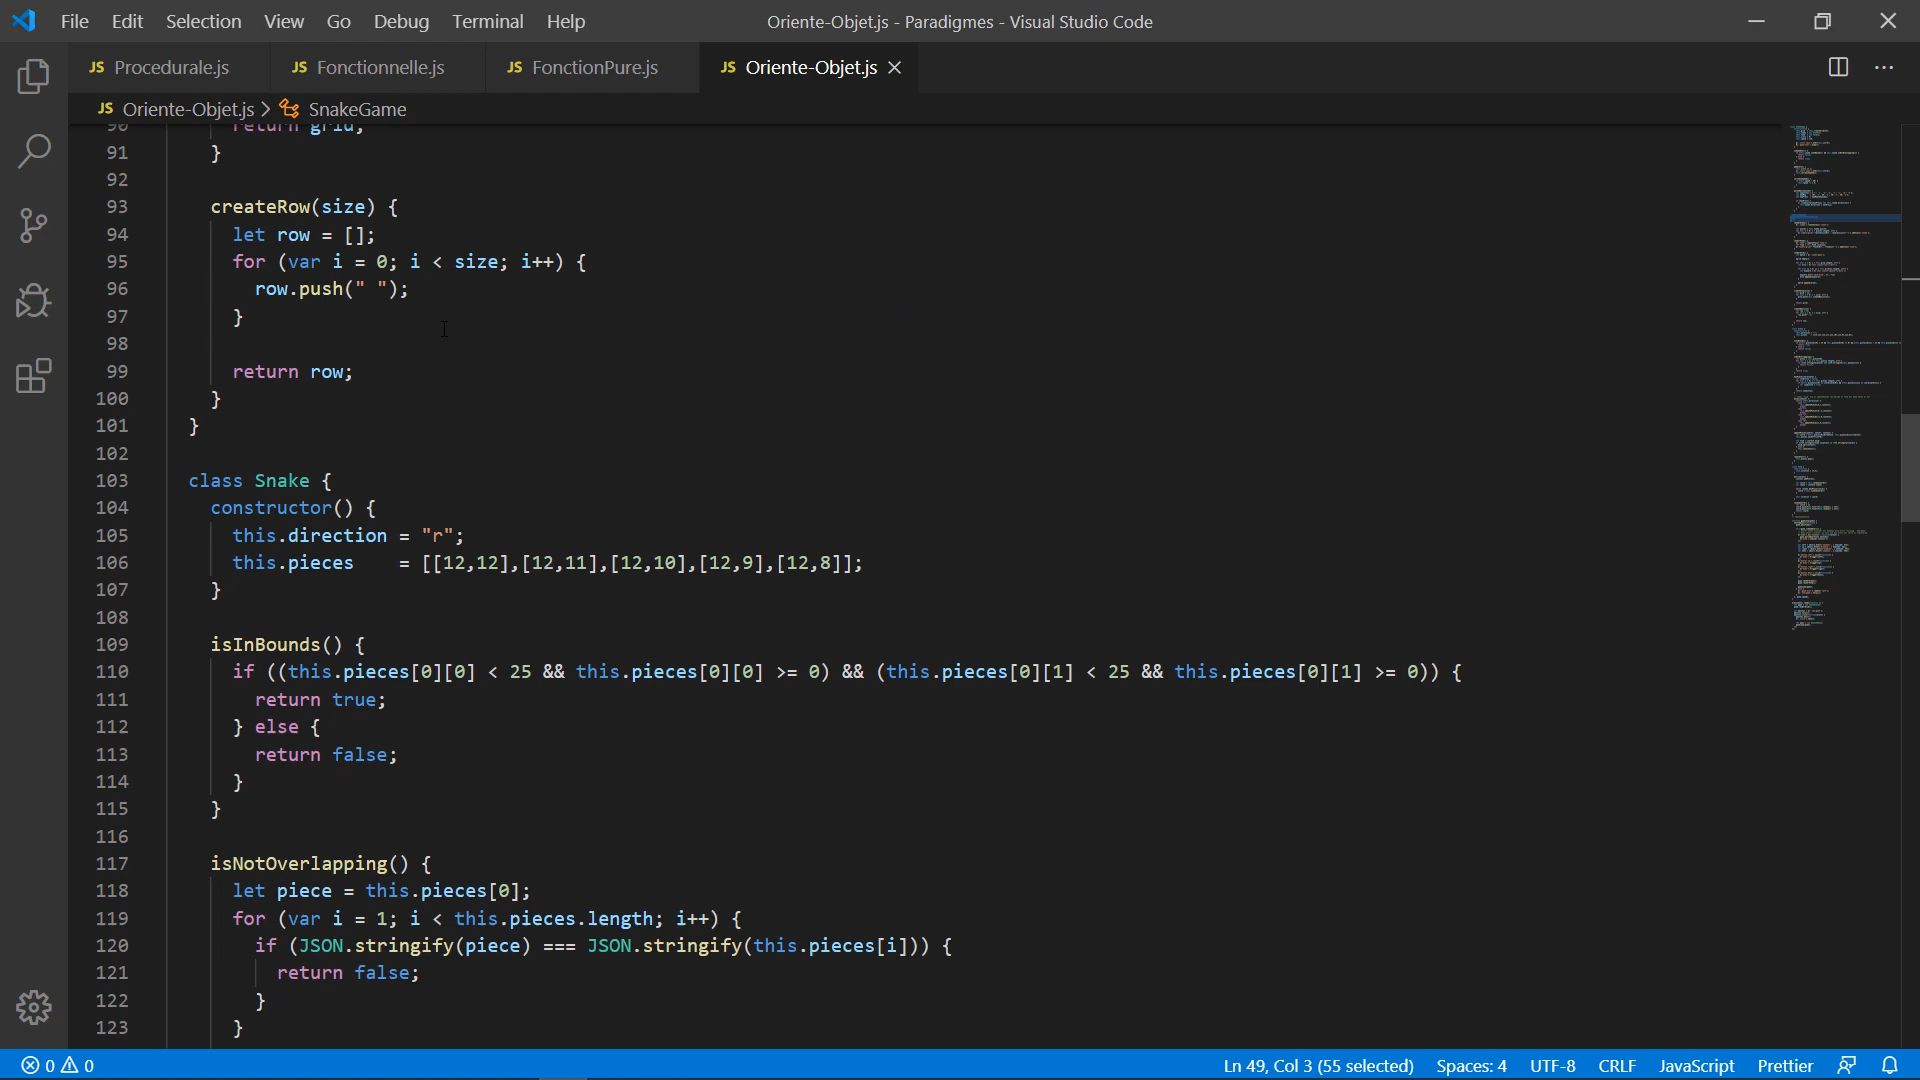 File Edit Selection View Go Debug Terminal Help Oriente-Objet.js - Paradigmes - Visual Studio Code
JS Procedurale.js JS Fonctionnelle.js JS FonctionPure.js JS Oriente-Objet.js
JS Oriente-Objet.js > SnakeGame
90 return grid;
91 }
92
93 createRow(size) {
94 let row = [];
95 for (var i = 0; i < size; i++) {
96 row.push(" ");
97 }
98
99 return row;
100 }
101 }
102
103 class Snake {
104 constructor() {
105 this.direction = "r";
106 this.pieces    = [[12,12],[12,11],[12,10],[12,9],[12,8]];
107 }
108
109 isInBounds() {
110 if ((this.pieces[0][0] < 25 && this.pieces[0][0] >= 0) && (this.pieces[0][1] < 25 && this.pieces[0][1] >= 0)) {
111 return true;
112 } else {
113 return false;
114 }
115 }
116
117 isNotOverlapping() {
118 let piece = this.pieces[0];
119 for (var i = 1; i < this.pieces.length; i++) {
120 if (JSON.stringify(piece) === JSON.stringify(this.pieces[i])) {
121 return false;
122 }
123 }
0 0 Ln 49, Col 3 (55 selected) Spaces: 4 UTF-8 CRLF JavaScript Prettier